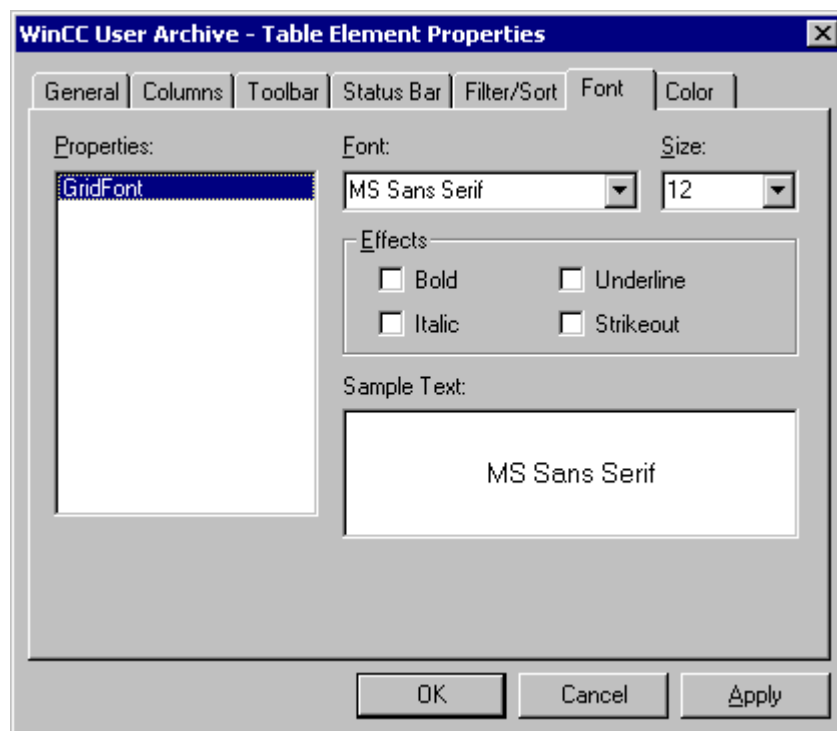 WinCC User Archive - Table Element Properties
General Columns Toolbar Status Bar Filter/Sort Font Color
Properties: Font: Size:
GridFont MS Sans Serif 12
Effects
Bold Underline
Italic Strikeout
Sample Text:
MS Sans Serif
OK Cancel Apply